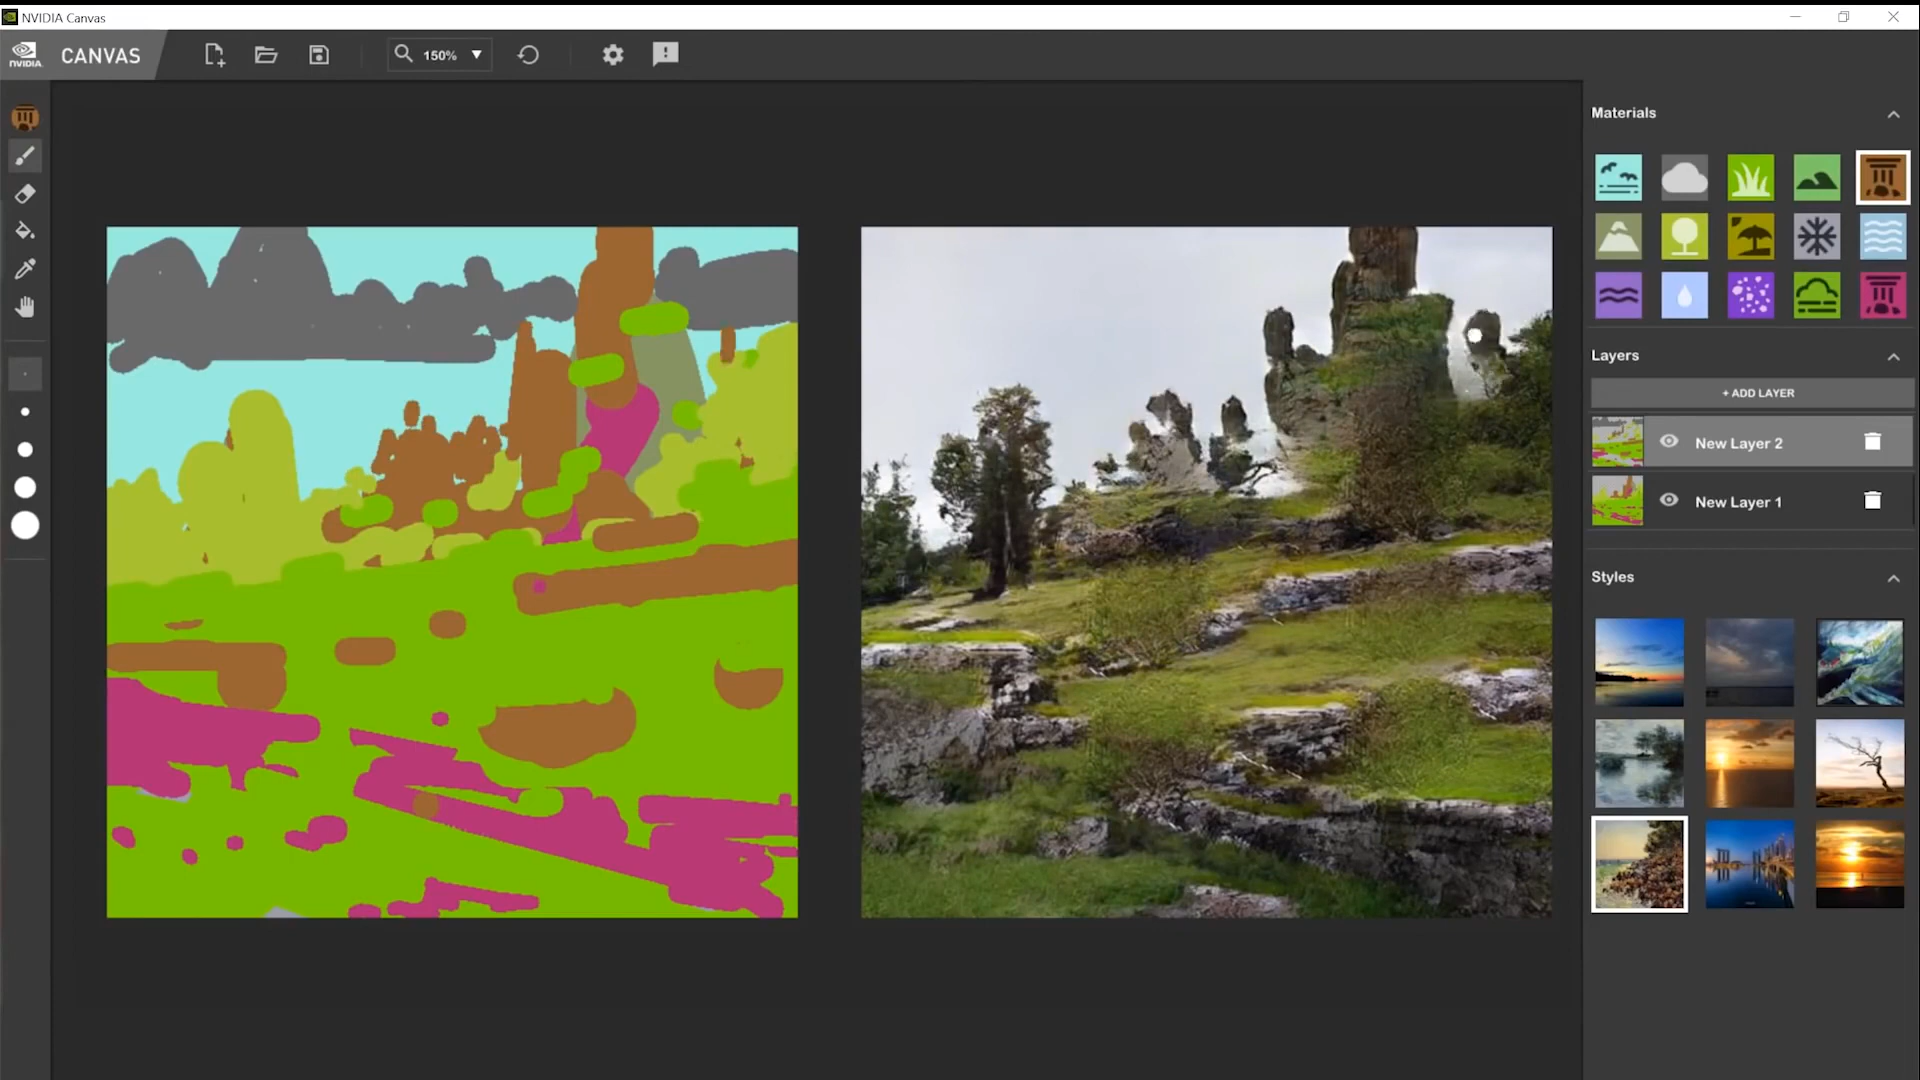 NVIDIA Canvas
NVIDIA.
CANVAS
150%
Materials
Layers
+ ADD LAYER
New Layer 2
New Layer 1
Styles